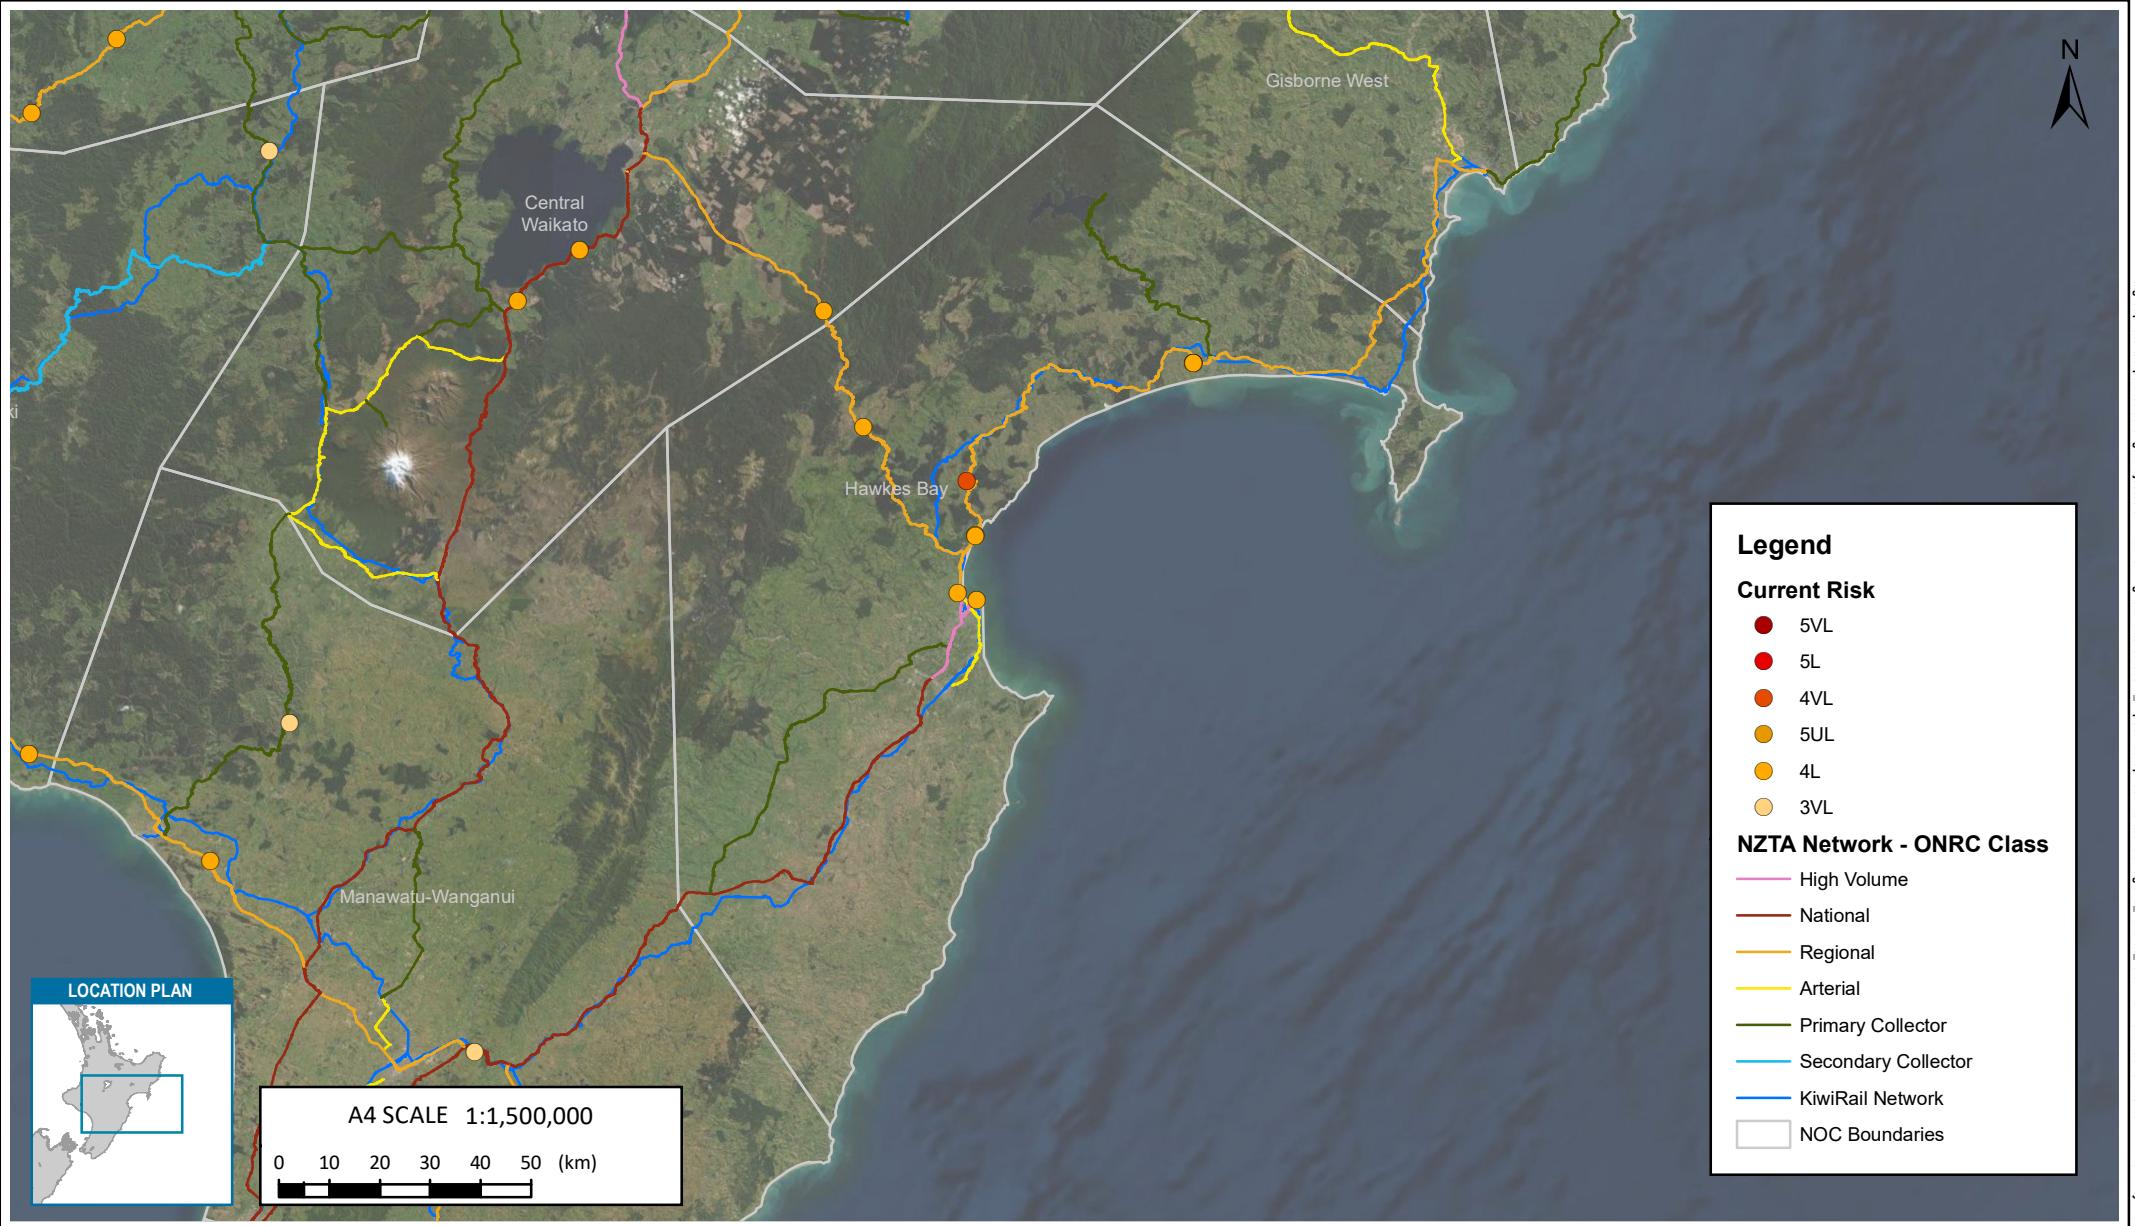 Gisborne West
N
Central
Waikato
ki
Hawkes Bay
Manawatu-Wanganui
Legend
Current Risk
5VL
5L
4VL
5UL
4L
3VL
NZTA Network - ONRC Class
High Volume
National
Regional
Arterial
Primary Collector
Secondary Collector
KiwiRail Network
NOC Boundaries
LOCATION PLAN
A4 SCALE 1:1,500,000
0 10 20 30 40 50 (km)